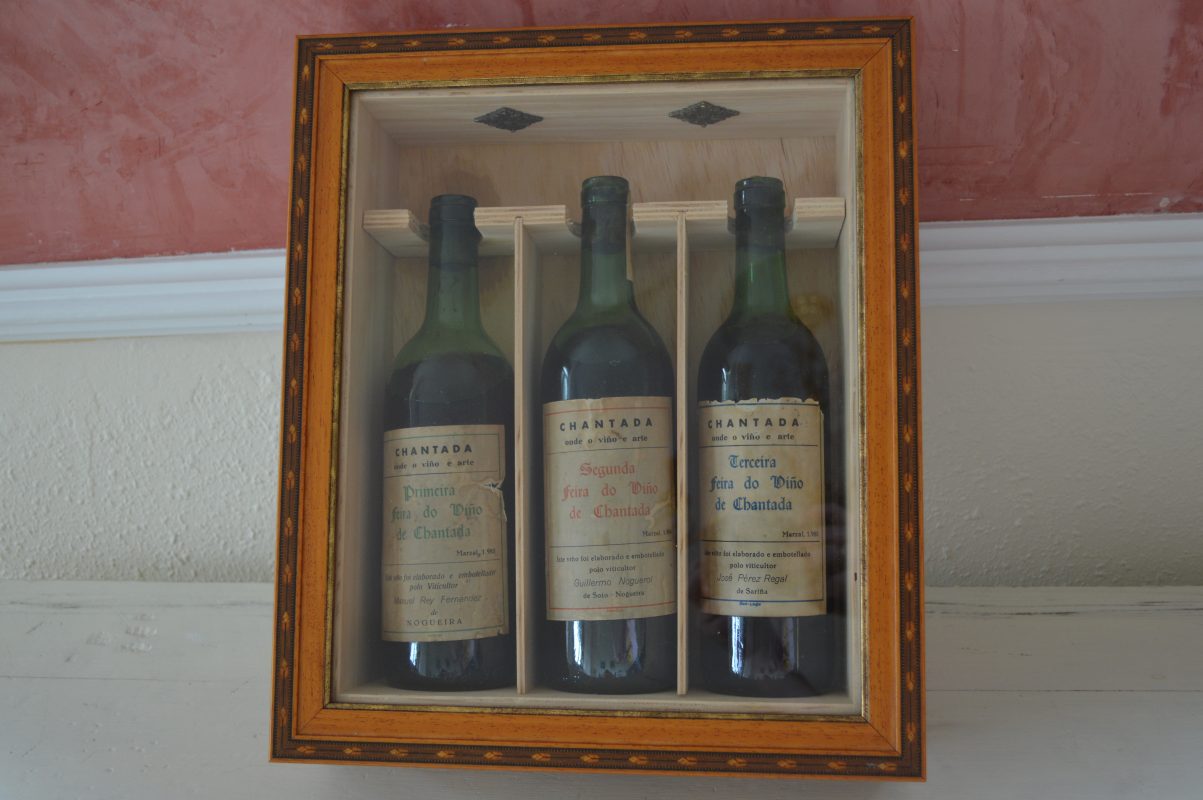 CHANTADA
onde o viño é arte
Primeira
Feira do Viño
de Chantada
Marzal,
Este viño foi elaborado e embotellado
polo Viticultor
Manuel Rey Fernández
de
NOGUEIRA
CHANTADA
onde o viño é arte
Segunda
Feira do Viño
de Chantada
Marzal,
Este viño foi elaborado e embotellado
polo viticultor
Guillermo Noguerol
de Soto - Nogueira
CHANTADA
onde o viño é arte
Terceira
Feira do Viño
de Chantada
Marzal,
Este viño foi elaborado e embotellado
polo viticultor
José Pérez Regal
de Sariña